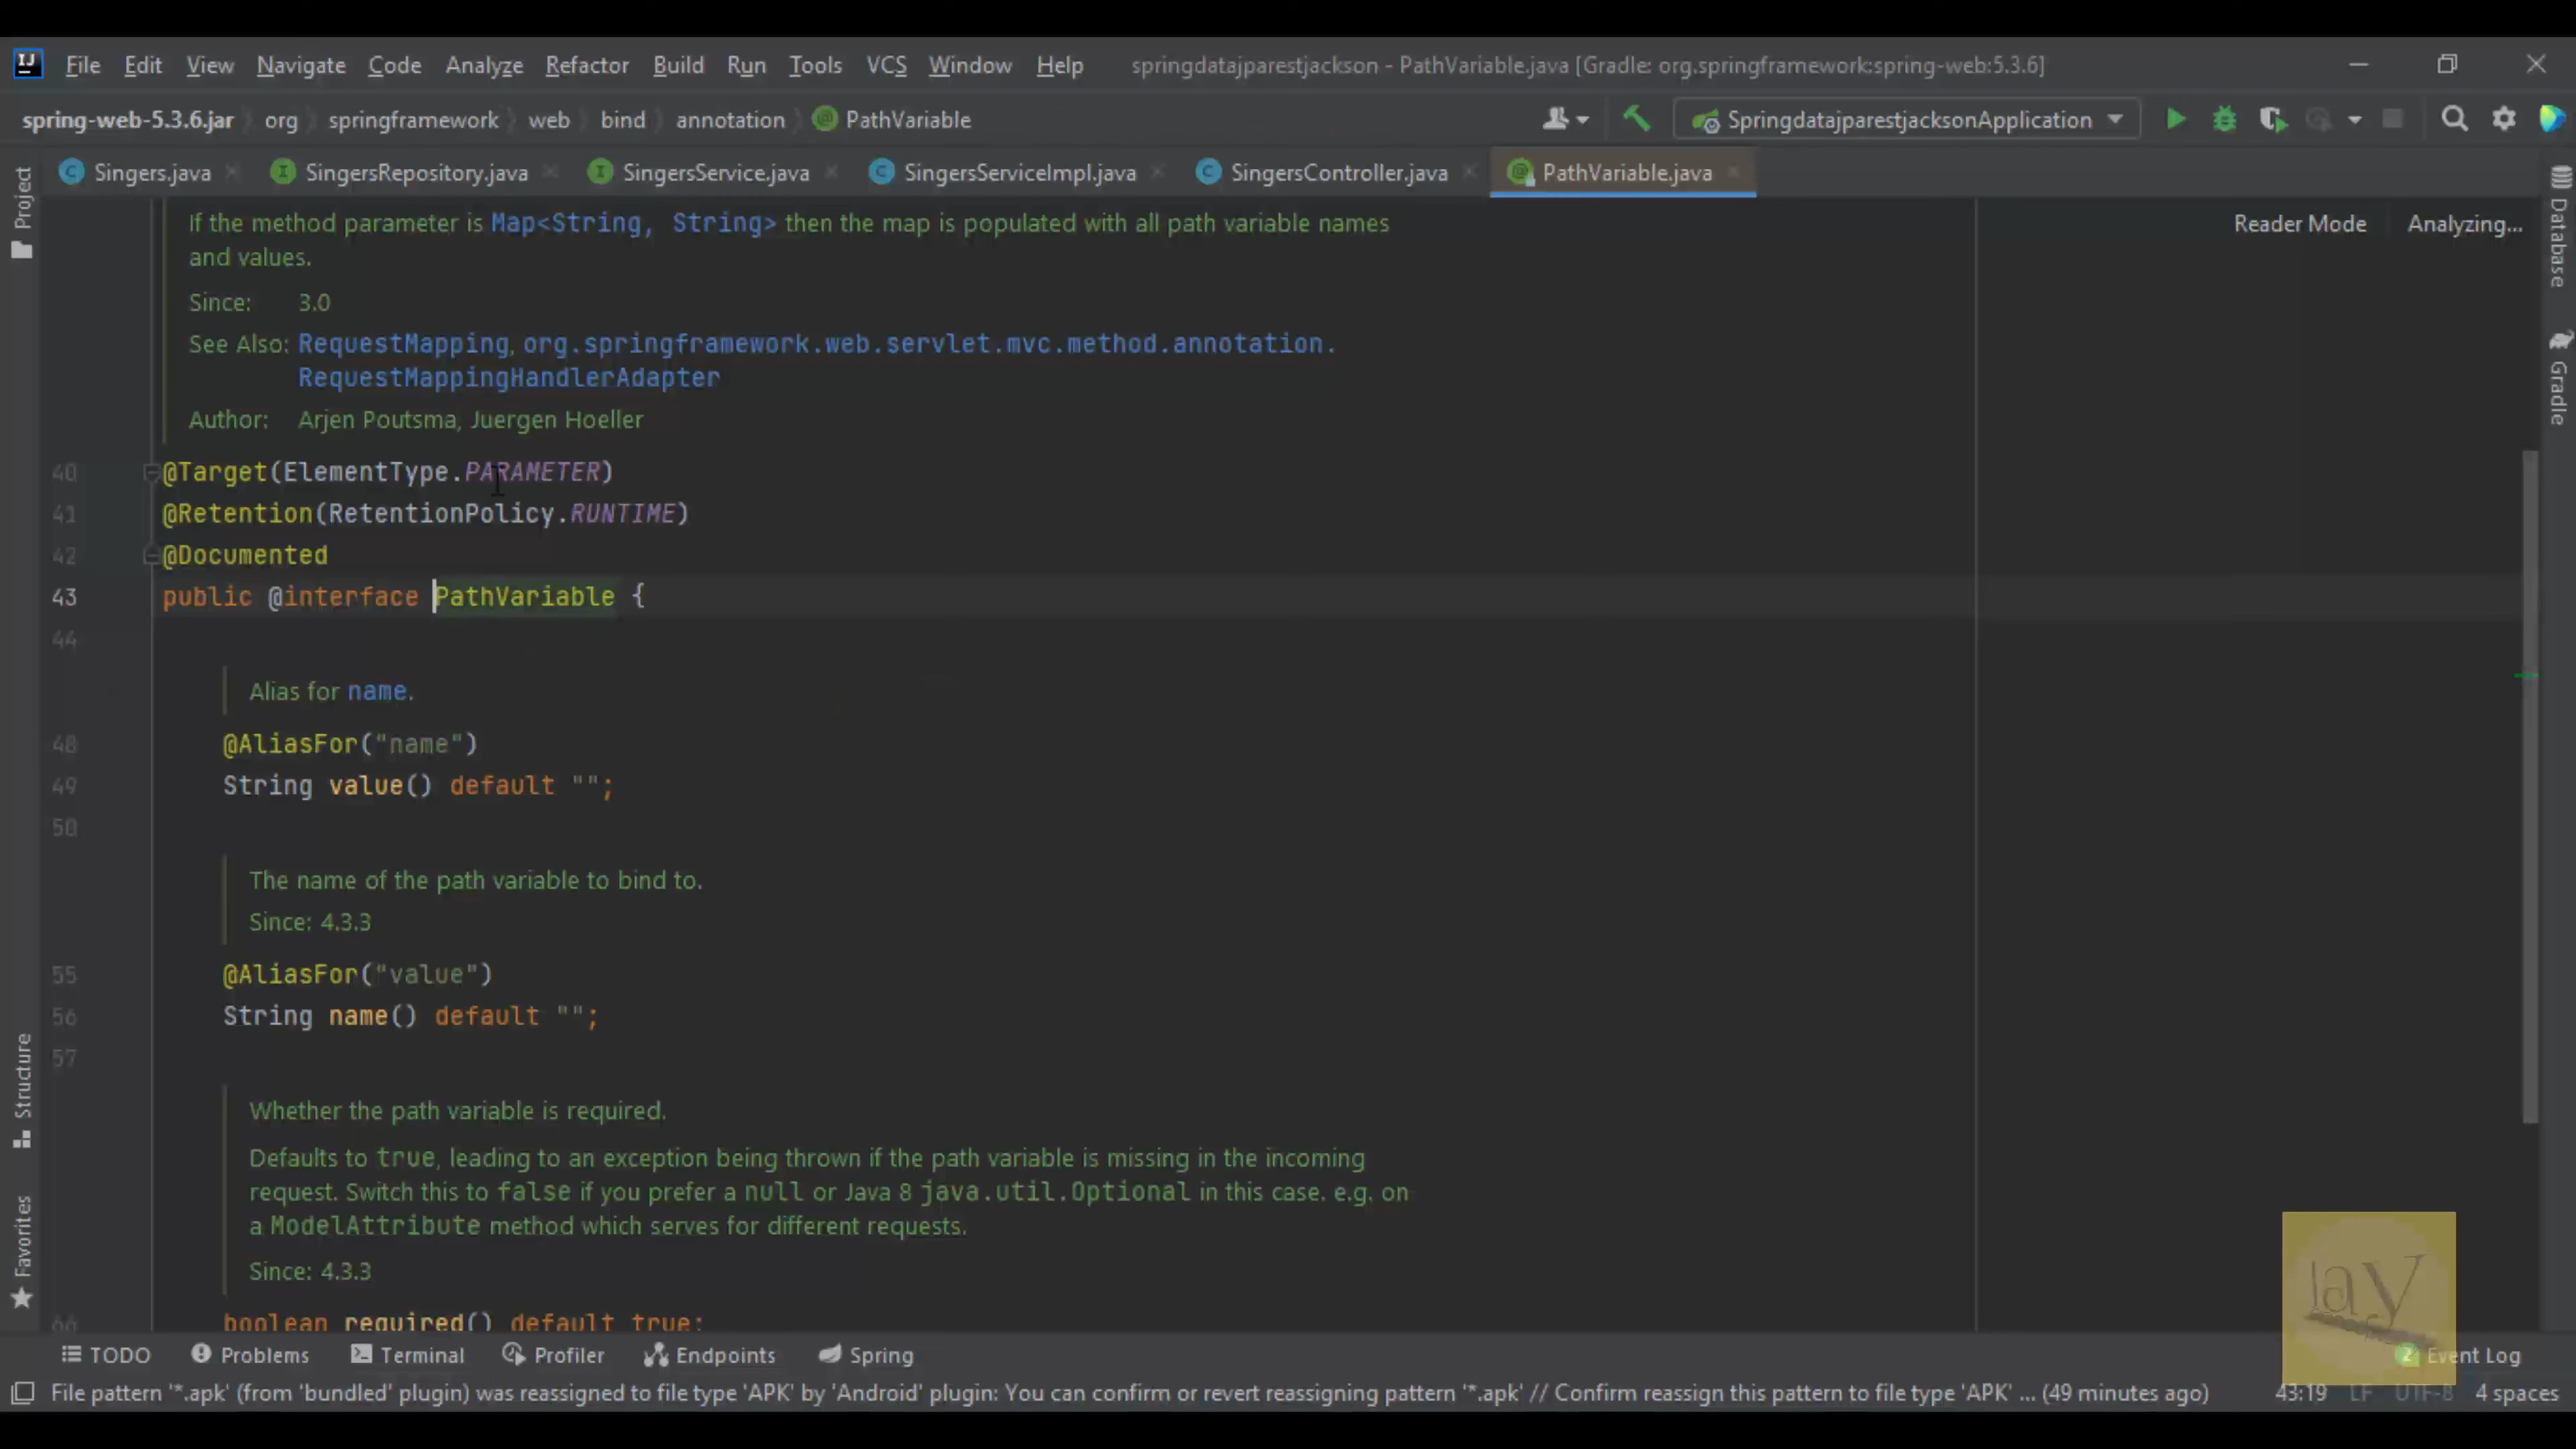 File Edit View Navigate Code Analyze Refactor Build Run Tools VCS Window Help springdatajparestjackson - PathVariable.java [Gradle: org.springframework:spring-web:5.3.6]
spring-web-5.3.6.jar org springframework web bind annotation PathVariable SpringdatajparestjacksonApplication
Singers.java SingersRepository.java SingersService.java SingersServiceImpl.java SingersController.java PathVariable.java
Project
Database
Gradle
Structure
Favorites
Reader Mode Analyzing...
If the method parameter is Map<String, String> then the map is populated with all path variable names
and values.
Since: 3.0
See Also: RequestMapping, org.springframework.web.servlet.mvc.method.annotation.
RequestMappingHandlerAdapter
Author: Arjen Poutsma, Juergen Hoeller
40 @Target(ElementType.PARAMETER)
41 @Retention(RetentionPolicy.RUNTIME)
42 @Documented
43 public @interface PathVariable {
44
Alias for name.
48 @AliasFor("name")
49 String value() default "";
50
The name of the path variable to bind to.
Since: 4.3.3
55 @AliasFor("value")
56 String name() default "";
57
Whether the path variable is required.
Defaults to true, leading to an exception being thrown if the path variable is missing in the incoming
request. Switch this to false if you prefer a null or Java 8 java.util.Optional in this case. e.g. on
a ModelAttribute method which serves for different requests.
Since: 4.3.3
66 boolean required() default true;
TODO Problems Terminal Profiler Endpoints Spring 2 Event Log
File pattern '*.apk' (from 'bundled' plugin) was reassigned to file type 'APK' by 'Android' plugin: You can confirm or revert reassigning pattern '*.apk' // Confirm reassign this pattern to file type 'APK' ... (49 minutes ago) 43:19 LF UTF-8 4 spaces